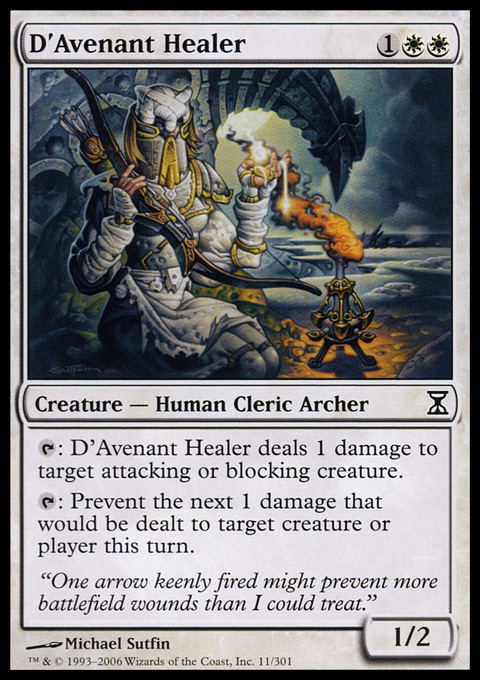 D'Avenant Healer 1
Creature — Human Cleric Archer
: D'Avenant Healer deals 1 damage to
target attacking or blocking creature.
: Prevent the next 1 damage that
would be dealt to target creature or
player this turn.
“One arrow keenly fired might prevent more
battlefield wounds than I could treat.”
Michael Sutfin
1/2
™ & © 1993–2006 Wizards of the Coast, Inc. 11/301